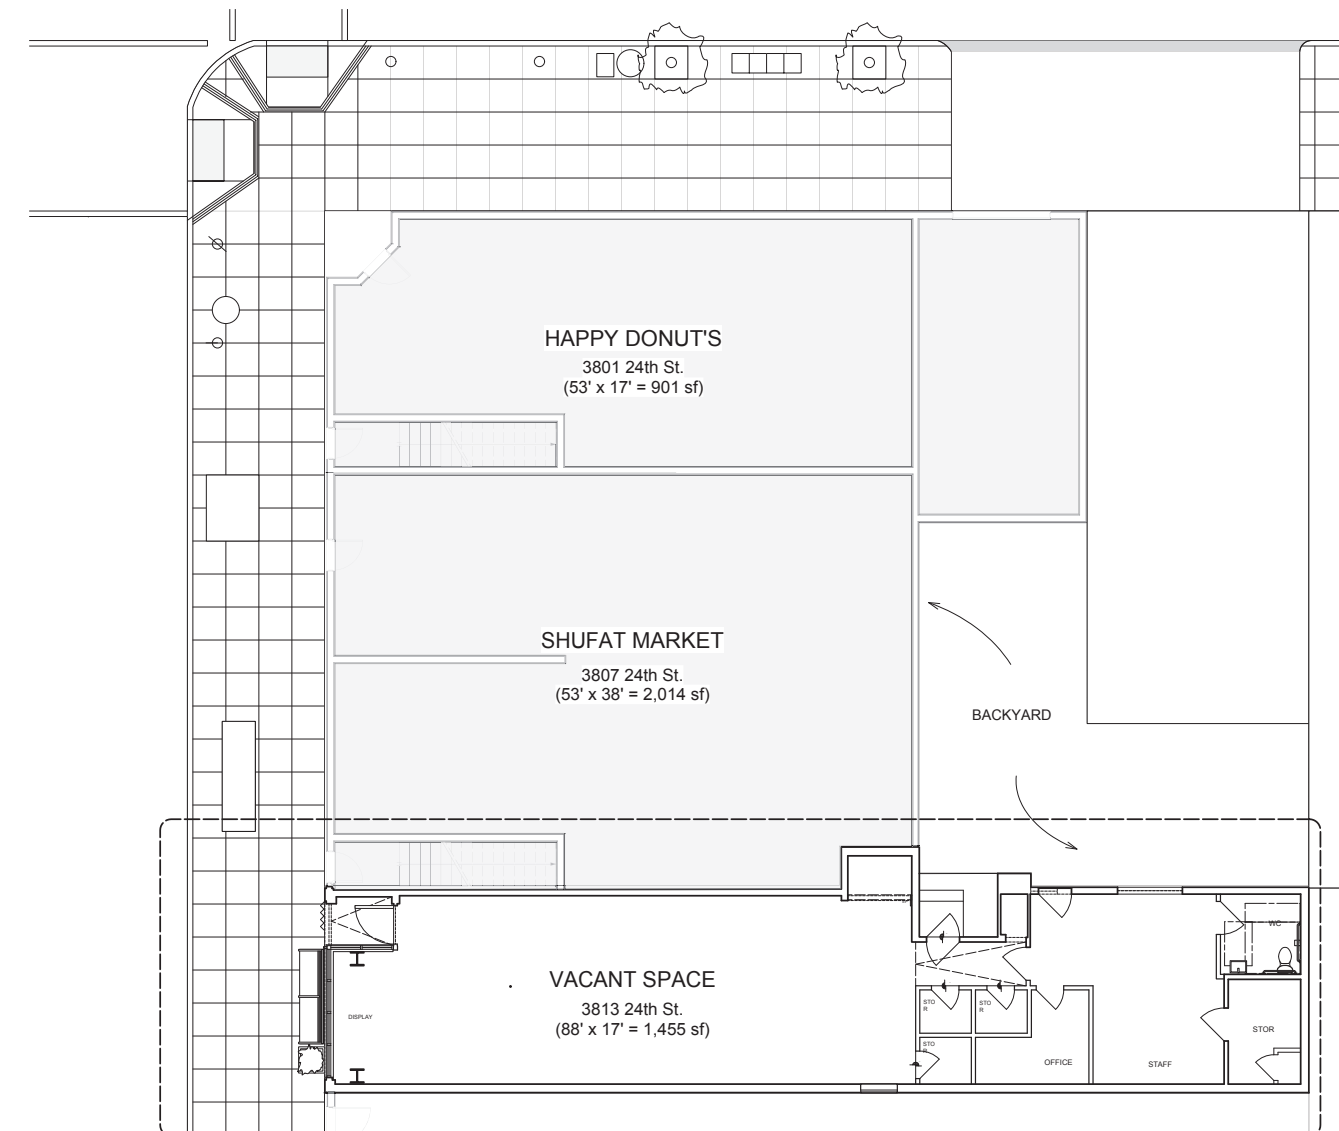 HAPPY DONUT'S
3801 24th St.
(53' x 17' = 901 sf)
SHUFAT MARKET
3807 24th St.
(53' x 38' = 2,014 sf)
BACKYARD
WC
VACANT SPACE
3813 24th St.
(88' x 17' = 1,455 sf)
DISPLAY
STO
R
STO
R
STO
R
OFFICE
STAFF
STOR